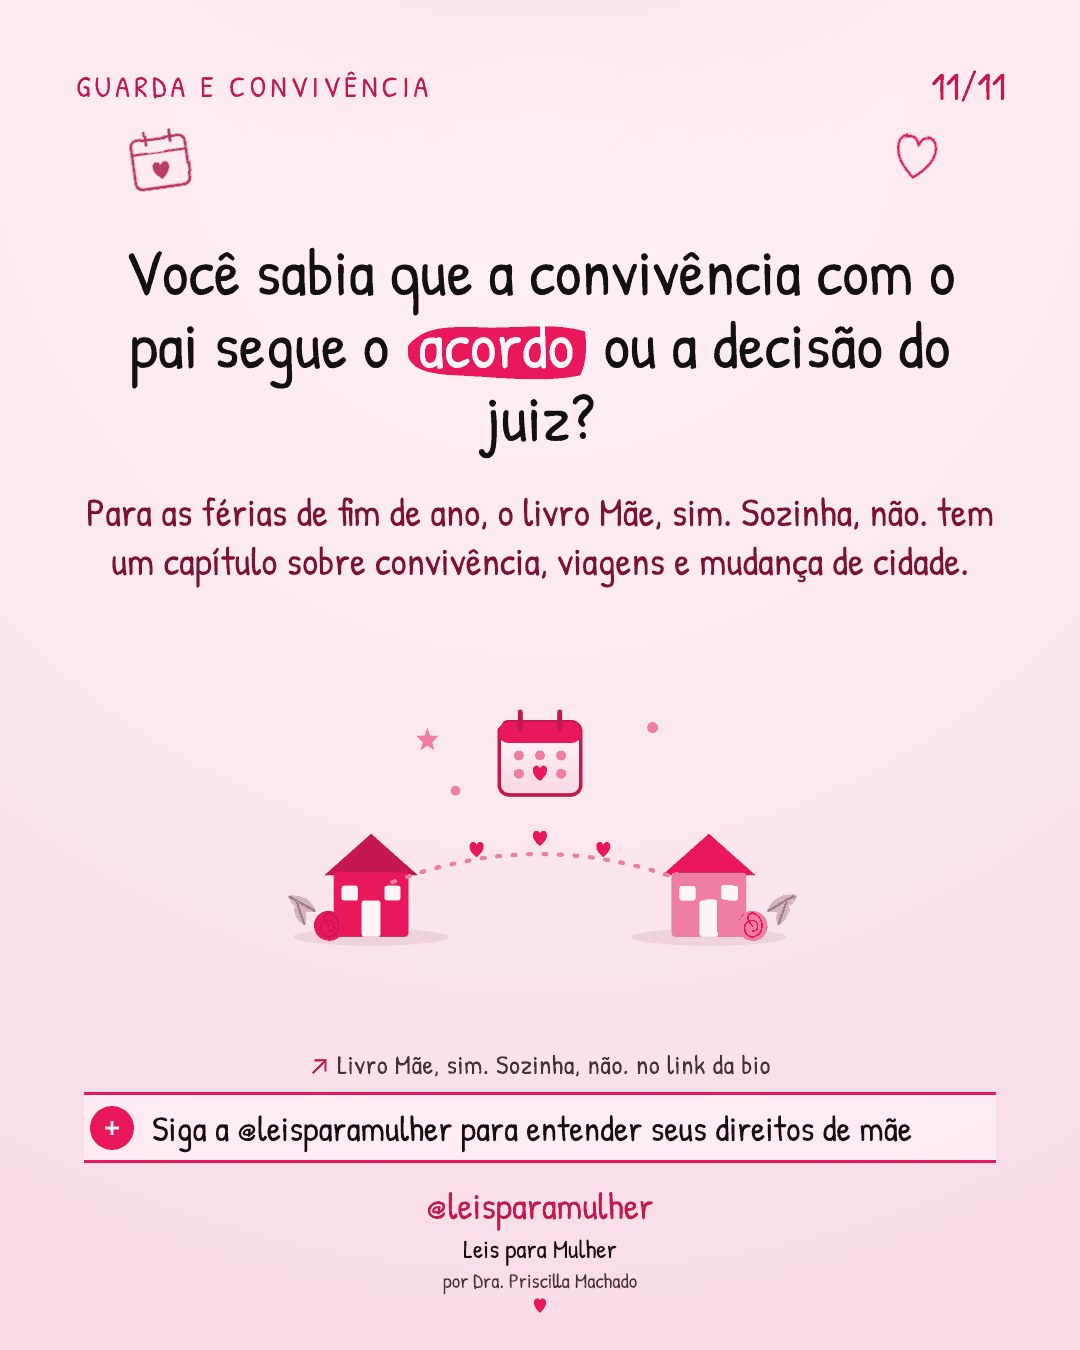 GUARDA E CONVIVÊNCIA
11/11
Você sabia que a convivência com o
pai segue o acordo ou a decisão do
juiz?
Para as férias de fim de ano, o livro Mãe, sim. Sozinha, não. tem
um capítulo sobre convivência, viagens e mudança de cidade.
Livro Mãe, sim. Sozinha, não. no link da bio
Siga a @leisparamulher para entender seus direitos de mãe
@leisparamulher
Leis para Mulher
por Dra. Priscilla Machado